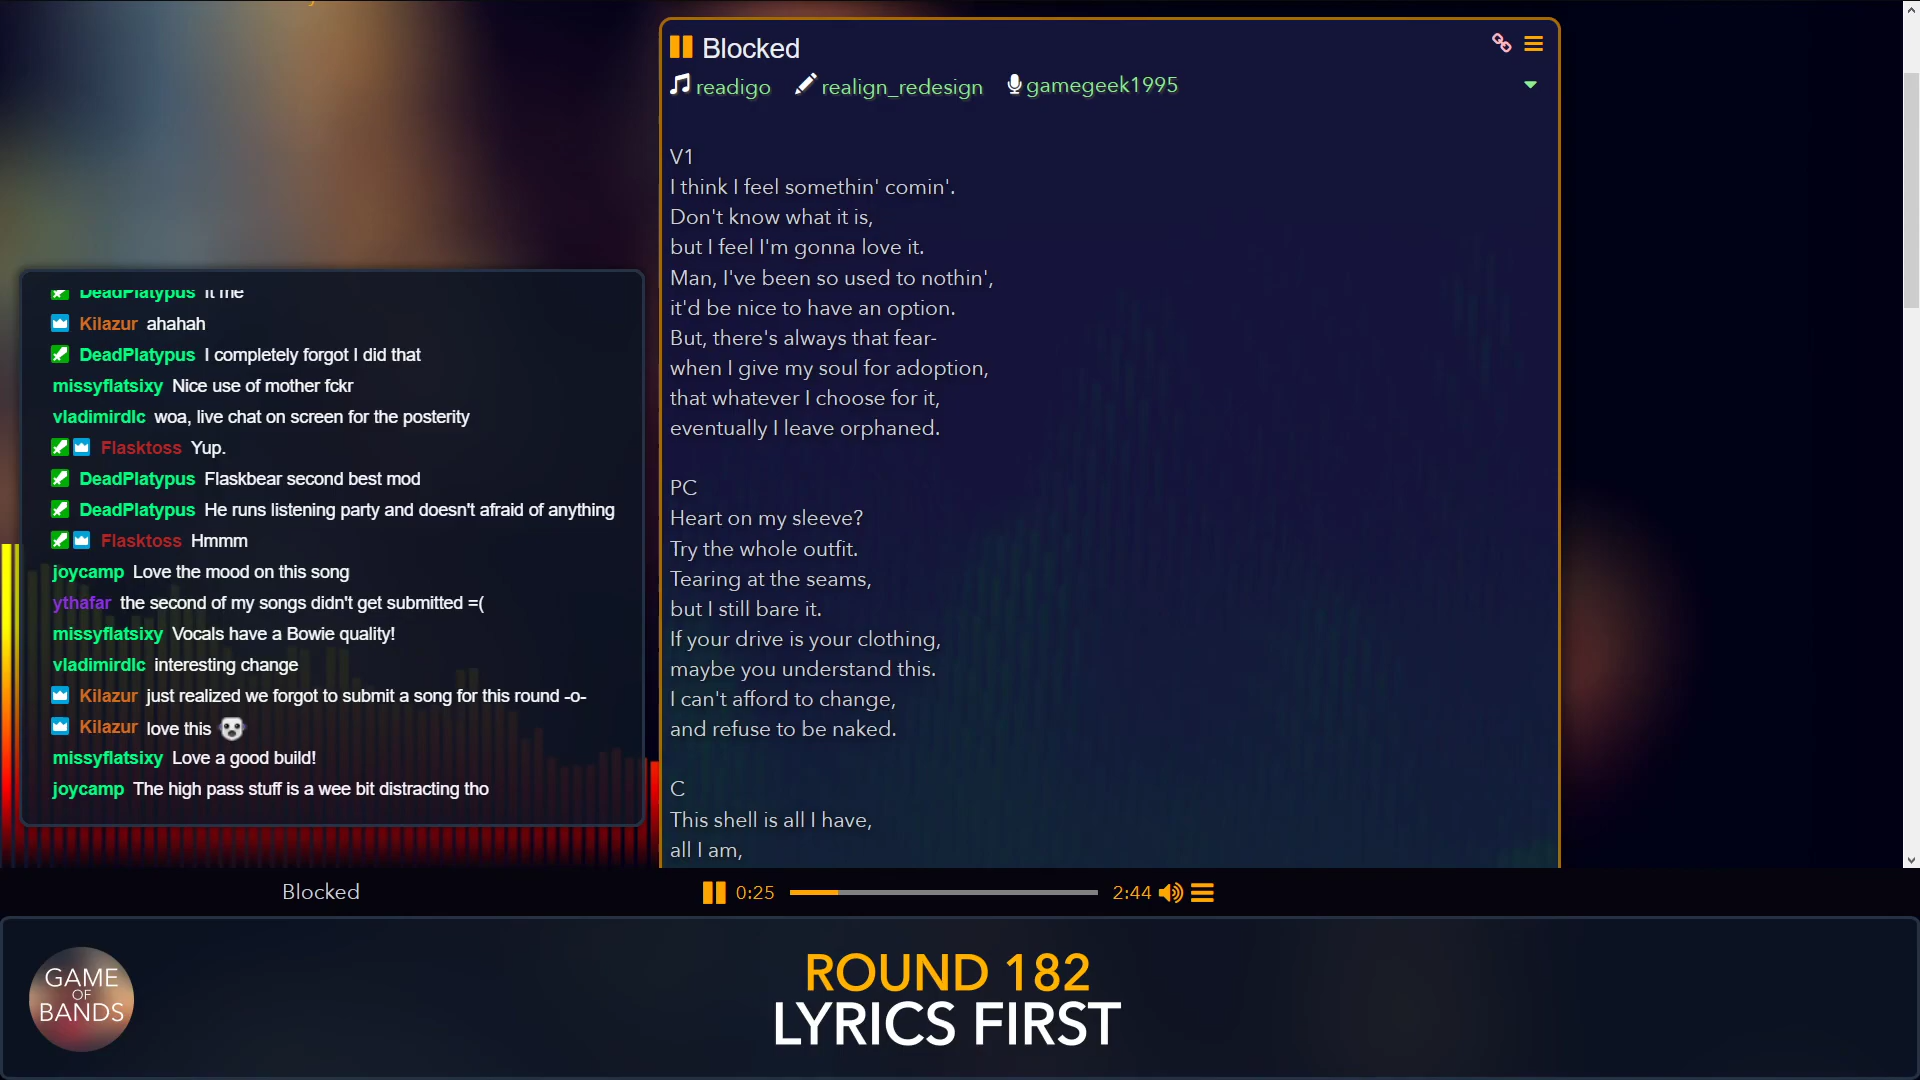 Blocked
readigo realign_redesign gamegeek1995
V1
I think I feel somethin' comin'.
Don't know what it is,
but I feel I'm gonna love it.
Man, I've been so used to nothin',
it'd be nice to have an option.
But, there's always that fear-
when I give my soul for adoption,
that whatever I choose for it,
eventually I leave orphaned.
PC
Heart on my sleeve?
Try the whole outfit.
Tearing at the seams,
but I still bare it.
If your drive is your clothing,
maybe you understand this.
I can't afford to change,
and refuse to be naked.
C
This shell is all I have,
all I am,
DeadPlatypus it me
Kilazur ahahah
DeadPlatypus I completely forgot I did that
missyflatsixy Nice use of mother fckr
vladimirdlc woa, live chat on screen for the posterity
Flasktoss Yup.
DeadPlatypus Flaskbear second best mod
DeadPlatypus He runs listening party and doesn't afraid of anything
Flasktoss Hmmm
joycamp Love the mood on this song
ythafar the second of my songs didn't get submitted =(
missyflatsixy Vocals have a Bowie quality!
vladimirdlc interesting change
Kilazur just realized we forgot to submit a song for this round -o-
Kilazur love this
missyflatsixy Love a good build!
joycamp The high pass stuff is a wee bit distracting tho
Blocked 0:25 2:44
GAME
OF
BANDS
ROUND 182
LYRICS FIRST